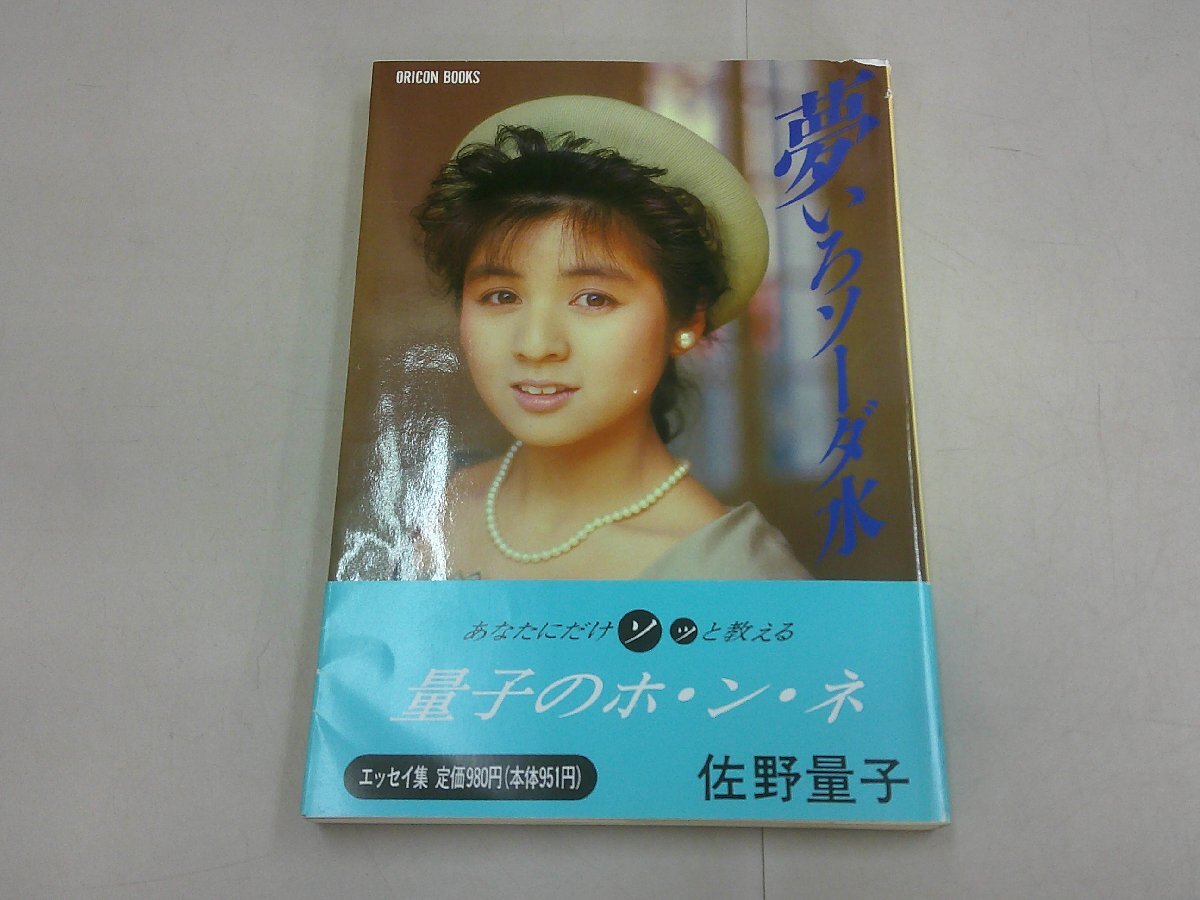 ORICON BOOKS
夢いろソーダ水
あなたにだけソッと教える
量子のホ・ン・ネ
エッセイ集 定価980円(本体951円)
佐野量子